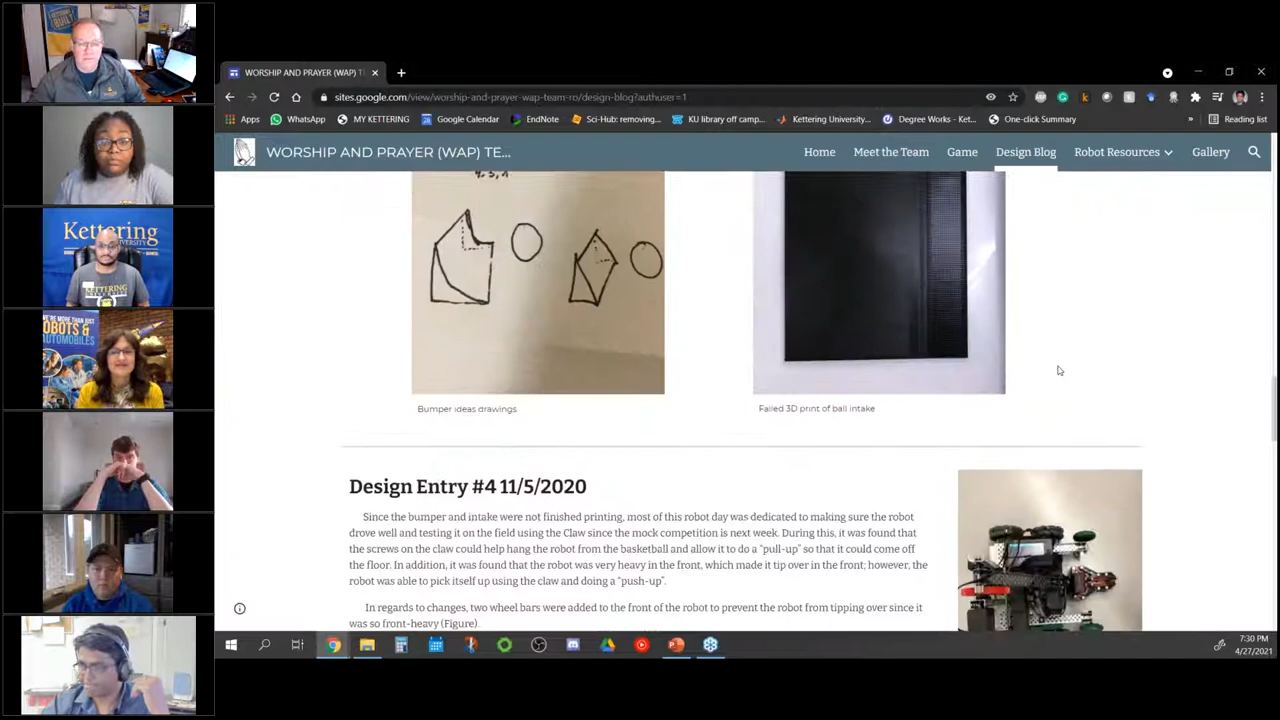 KETTERING
BUILT
Kettering
UNIVERSITY
KETTERING
WE'RE MORE THAN JUST
ROBOTS &
AUTOMOBILES
WORSHIP AND PRAYER (WAP) T
sites.google.com/view/worship-and-prayer-wap-team-ro/design-blog?authuser=1
Apps WhatsApp MY KETTERING Google Calendar EndNote Sci-Hub: removing... KU library off camp... Kettering University... Degree Works - Ket... One-click Summary » Reading list
WORSHIP AND PRAYER (WAP) TE... Home Meet the Team Game Design Blog Robot Resources Gallery
Bumper ideas drawings
Failed 3D print of ball intake
Design Entry #4 11/5/2020
Since the bumper and intake were not finished printing, most of this robot day was dedicated to making sure the robot
drove well and testing it on the field using the Claw since the mock competition is next week. During this, it was found that
the screws on the claw could help hang the robot from the basketball and allow it to do a “pull-up” so that it could come off
the floor. In addition, it was found that the robot was very heavy in the front, which made it tip over in the front; however, the
robot was able to pick itself up using the claw and doing a “push-up”.
In regards to changes, two wheel bars were added to the front of the robot to prevent the robot from tipping over since it
was so front-heavy (Figure).
7:30 PM
4/27/2021